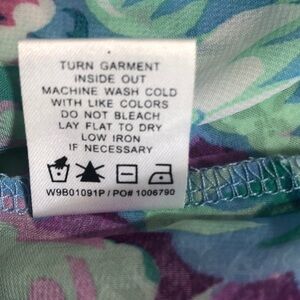 TURN GARMENT
INSIDE OUT
MACHINE WASH COLD
WITH LIKE COLORS
DO NOT BLEACH
LAY FLAT TO DRY
LOW IRON
IF NECESSARY
W9B01091P / PO# 1006790